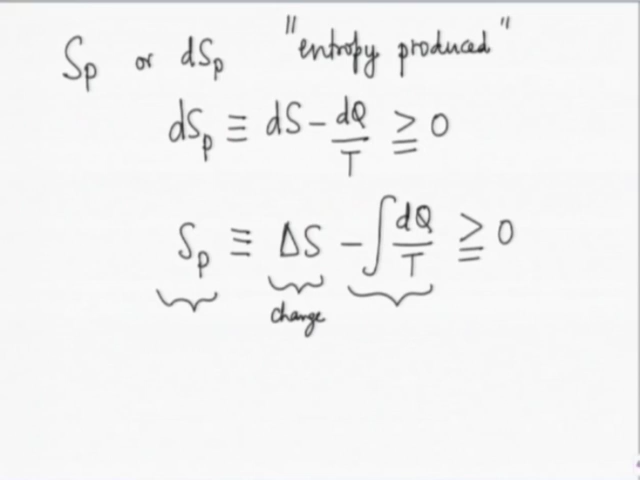 Sp or dSp "entropy produced"
dSp ≡ dS - dQ/T ≧ 0
Sp ≡ ΔS - ∫ dQ/T ≧ 0
change